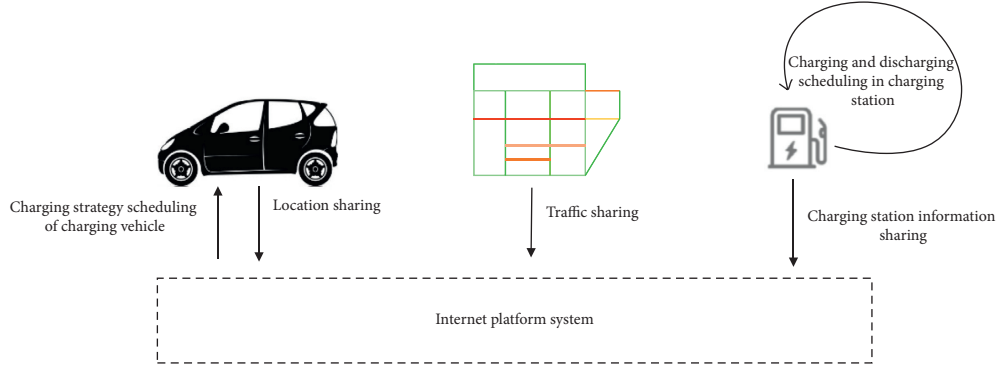 Charging and discharging
scheduling in charging
station
Charging strategy scheduling
of charging vehicle
Location sharing
Traffic sharing
Charging station information
sharing
Internet platform system